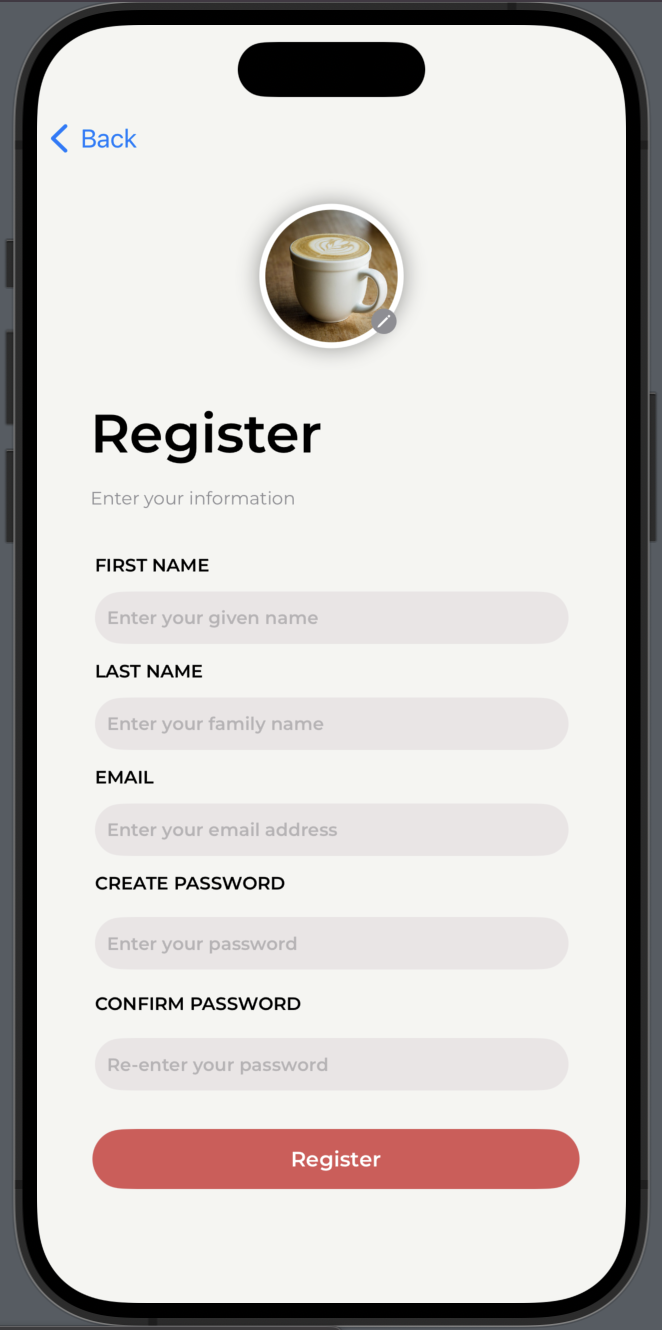 Back
Register
Enter your information
FIRST NAME
Enter your given name
LAST NAME
Enter your family name
EMAIL
Enter your email address
CREATE PASSWORD
Enter your password
CONFIRM PASSWORD
Re-enter your password
Register